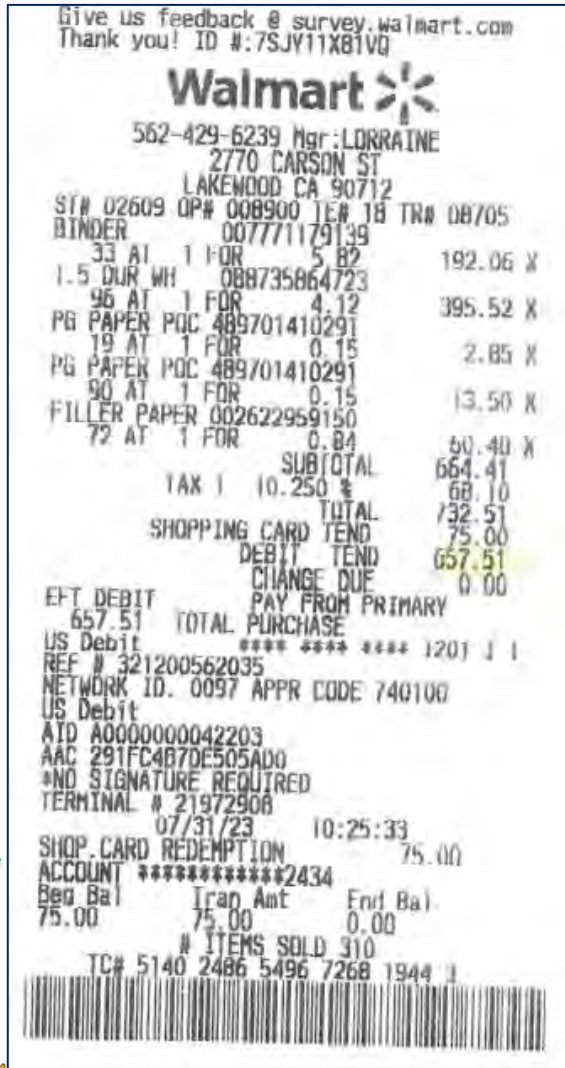 Give us feedback @ survey.walmart.com
Thank you! ID #:7SJY11X81VQ
Walmart
562-429-6239 Mgr:LORRAINE
2770 CARSON ST
LAKEWOOD CA 90712
ST# 02609 OP# 008900 TE# 18 TR# 08705
BINDER 007771179139
33 AT 1 FOR 5.82 192.06 X
1.5 DUR WH 088735864723
96 AT 1 FOR 4.12 395.52 X
PG PAPER POC 489701410291
19 AT 1 FOR 0.15 2.85 X
PG PAPER POC 489701410291
90 AT 1 FOR 0.15 13.50 X
FILLER PAPER 002622959150
72 AT 1 FOR 0.84 60.48 X
SUBTOTAL 664.41
TAX 1 10.250 % 68.10
TOTAL 732.51
SHOPPING CARD TEND 75.00
DEBIT TEND 657.51
CHANGE DUE 0.00
EFT DEBIT PAY FROM PRIMARY
657.51 TOTAL PURCHASE
US Debit **** **** **** 1201 I 1
REF # 321200562035
NETWORK ID. 0097 APPR CODE 740100
US Debit
AID A0000000042203
AAC 291FC4B7DE505AD0
*NO SIGNATURE REQUIRED
TERMINAL # 21972908
07/31/23 10:25:33
SHOP.CARD REDEMPTION 75.00
ACCOUNT ************2434
Beg Bal Tran Amt End Bal
75.00 75.00 0.00
# ITEMS SOLD 310
TC# 5140 2486 5496 7268 1944 3